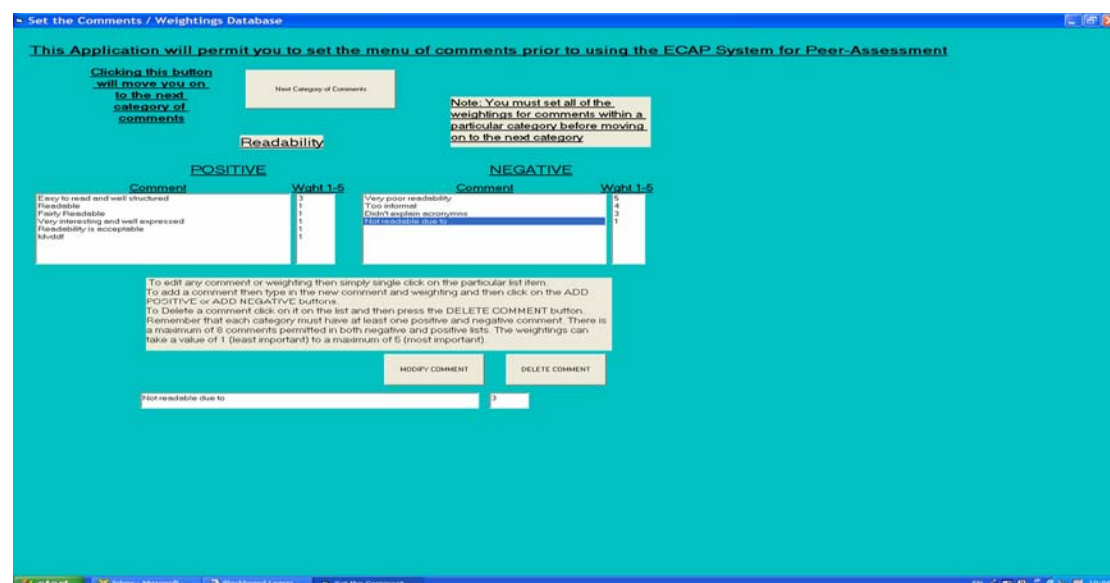 Set the Comments / Weightings Database
This Application will permit you to set the menu of comments prior to using the ECAP System for Peer-Assessment
Clicking this button
will move you on
to the next
category of
comments
Next Category of Comments
Note: You must set all of the
weightings for comments within a
particular category before moving
on to the next category
Readability
POSITIVE
NEGATIVE
Comment Wght 1-5
Comment Wght 1-5
Easy to read and well structured 3
Readable 1
Fairly Readable 1
Very interesting and well expressed 1
Readability is acceptable 1
1
Very poor readability 5
Too informal 4
Didn't explain acronymns 3
Not readable due to 1
To edit any comment or weighting then simply single click on the particular list item.
To add a comment then type in the new comment and weighting and then click on the ADD
POSITIVE or ADD NEGATIVE buttons.
To Delete a comment click on it on the list and then press the DELETE COMMENT button.
Remember that each category must have at least one positive and negative comment. There is
a maximum of 8 comments permitted in both negative and positive lists. The weightings can
take a value of 1 (least important) to a maximum of 5 (most important)
MODIFY COMMENT
DELETE COMMENT
Not readable due to 3